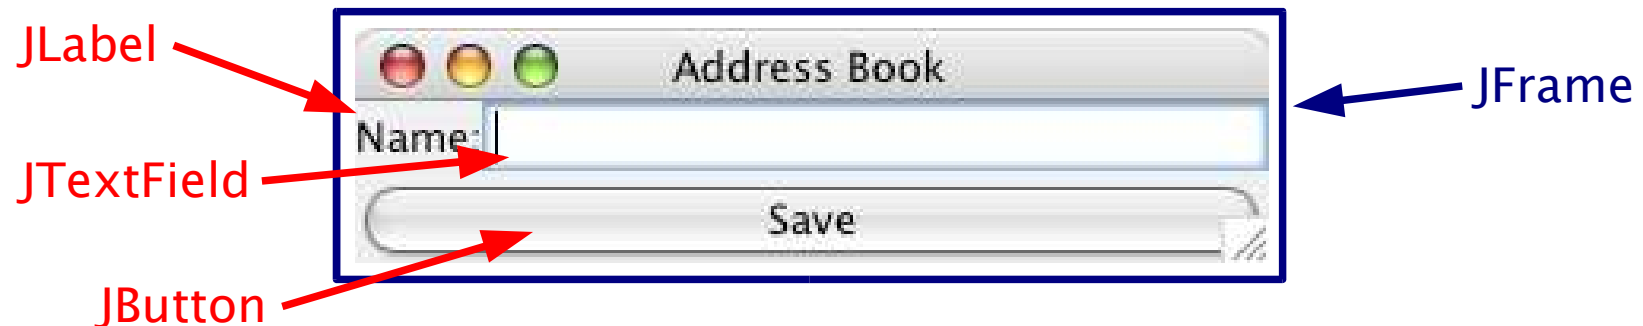 JLabel
Address Book
JFrame
Name:
JTextField
Save
JButton